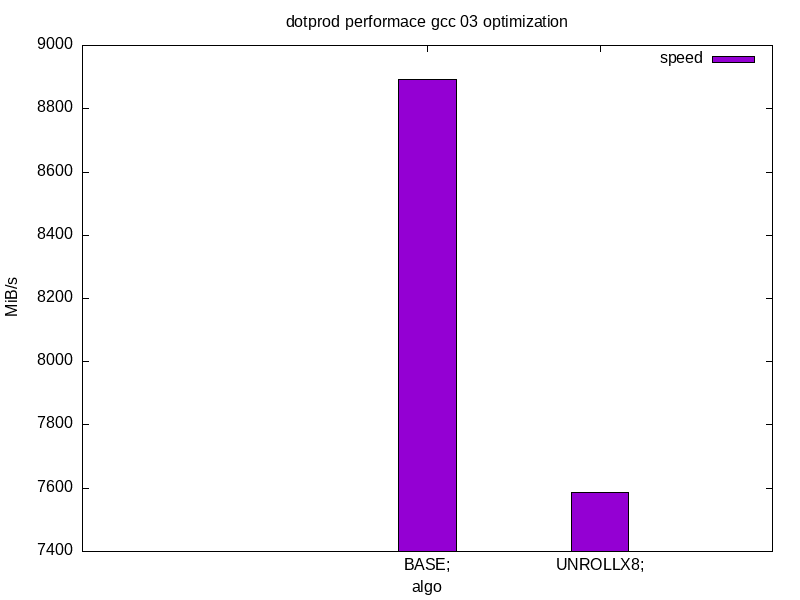 dotprod performace gcc 03 optimization
speed
9000
8800
8600
8400
8200
8000
7800
7600
7400
MiB/s
BASE; UNROLLX8;
algo